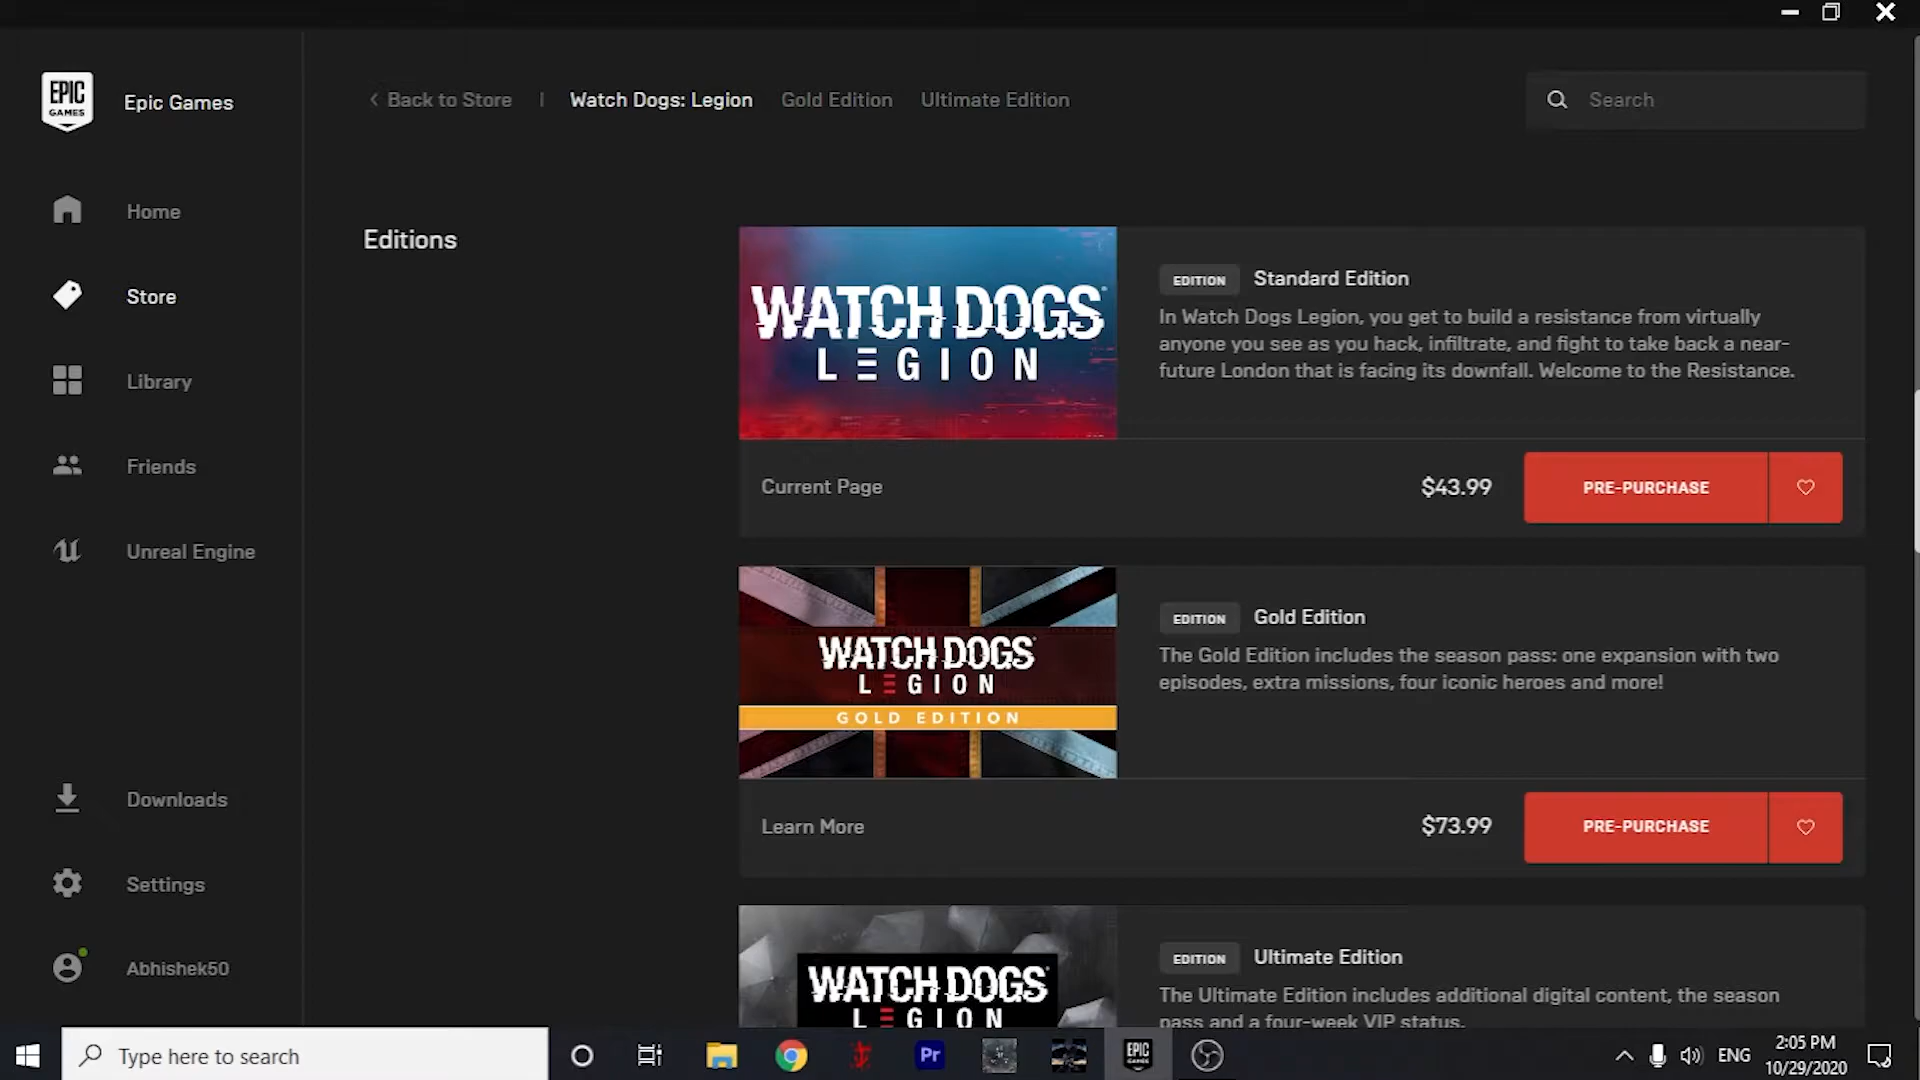 EPIC
GAMES
Epic Games
Home
Store
Library
Friends
Unreal Engine
Downloads
Settings
Abhishek50
Back to Store
Watch Dogs: Legion
Gold Edition
Ultimate Edition
Search
Editions
WATCH DOGS
LEGION
EDITION Standard Edition
In Watch Dogs Legion, you get to build a resistance from virtually
anyone you see as you hack, infiltrate, and fight to take back a near-
future London that is facing its downfall. Welcome to the Resistance.
Current Page
$43.99
PRE-PURCHASE
WATCH DOGS
LEGION
GOLD EDITION
EDITION Gold Edition
The Gold Edition includes the season pass: one expansion with two
episodes, extra missions, four iconic heroes and more!
Learn More
$73.99
PRE-PURCHASE
WATCH DOGS
LEGION
EDITION Ultimate Edition
The Ultimate Edition includes additional digital content, the season
pass and a four-week VIP status.
Type here to search
Pr
EPIC
GAMES
ENG
2:05 PM
10/29/2020